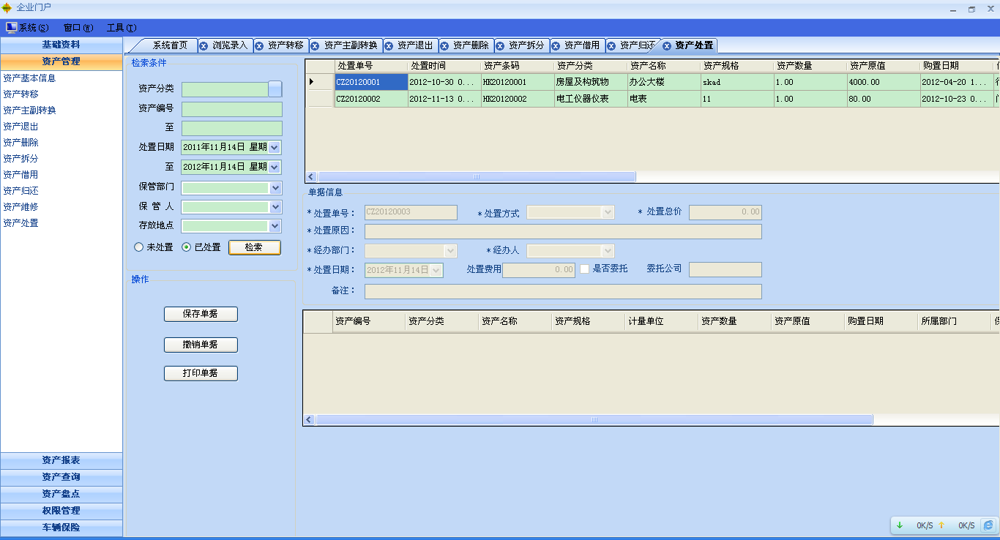 企业门户
系统(S) 窗口(W) 工具(T)
基础资料
资产管理
资产基本信息
资产转移
资产主副转换
资产退出
资产删除
资产拆分
资产借用
资产归还
资产维修
资产处置
资产报表
资产查询
资产盘点
权限管理
车辆保险
系统首页 浏览录入 资产转移 资产主副转换 资产退出 资产删除 资产拆分 资产借用 资产归还 资产处置
检索条件
资产分类
资产编号
至
处置日期 2011年11月14日 星期
至 2012年11月14日 星期
保管部门
保 管 人
存放地点
未处置 已处置 检索
操作
保存单据
撤销单据
打印单据
处置单号 处置时间 资产条码 资产分类 资产名称 资产规格 资产数量 资产原值 购置日期
CZ20120001 2012-10-30 0... HK20120001 房屋及构筑物 办公大楼 skad 1.00 4000.00 2012-04-20 1...
CZ20120002 2012-11-13 0... HK20120002 电工仪器仪表 电表 11 1.00 80.00 2012-10-23 0...
单据信息
*处置单号: CZ20120003 *处置方式 * 处置总价 0.00
*处置原因:
*经办部门: *经办人
*处置日期: 2012年11月14日 处置费用 0.00 是否委托 委托公司
备注:
资产编号 资产分类 资产名称 资产规格 计量单位 资产数量 资产原值 购置日期 所属部门
0K/S 0K/S